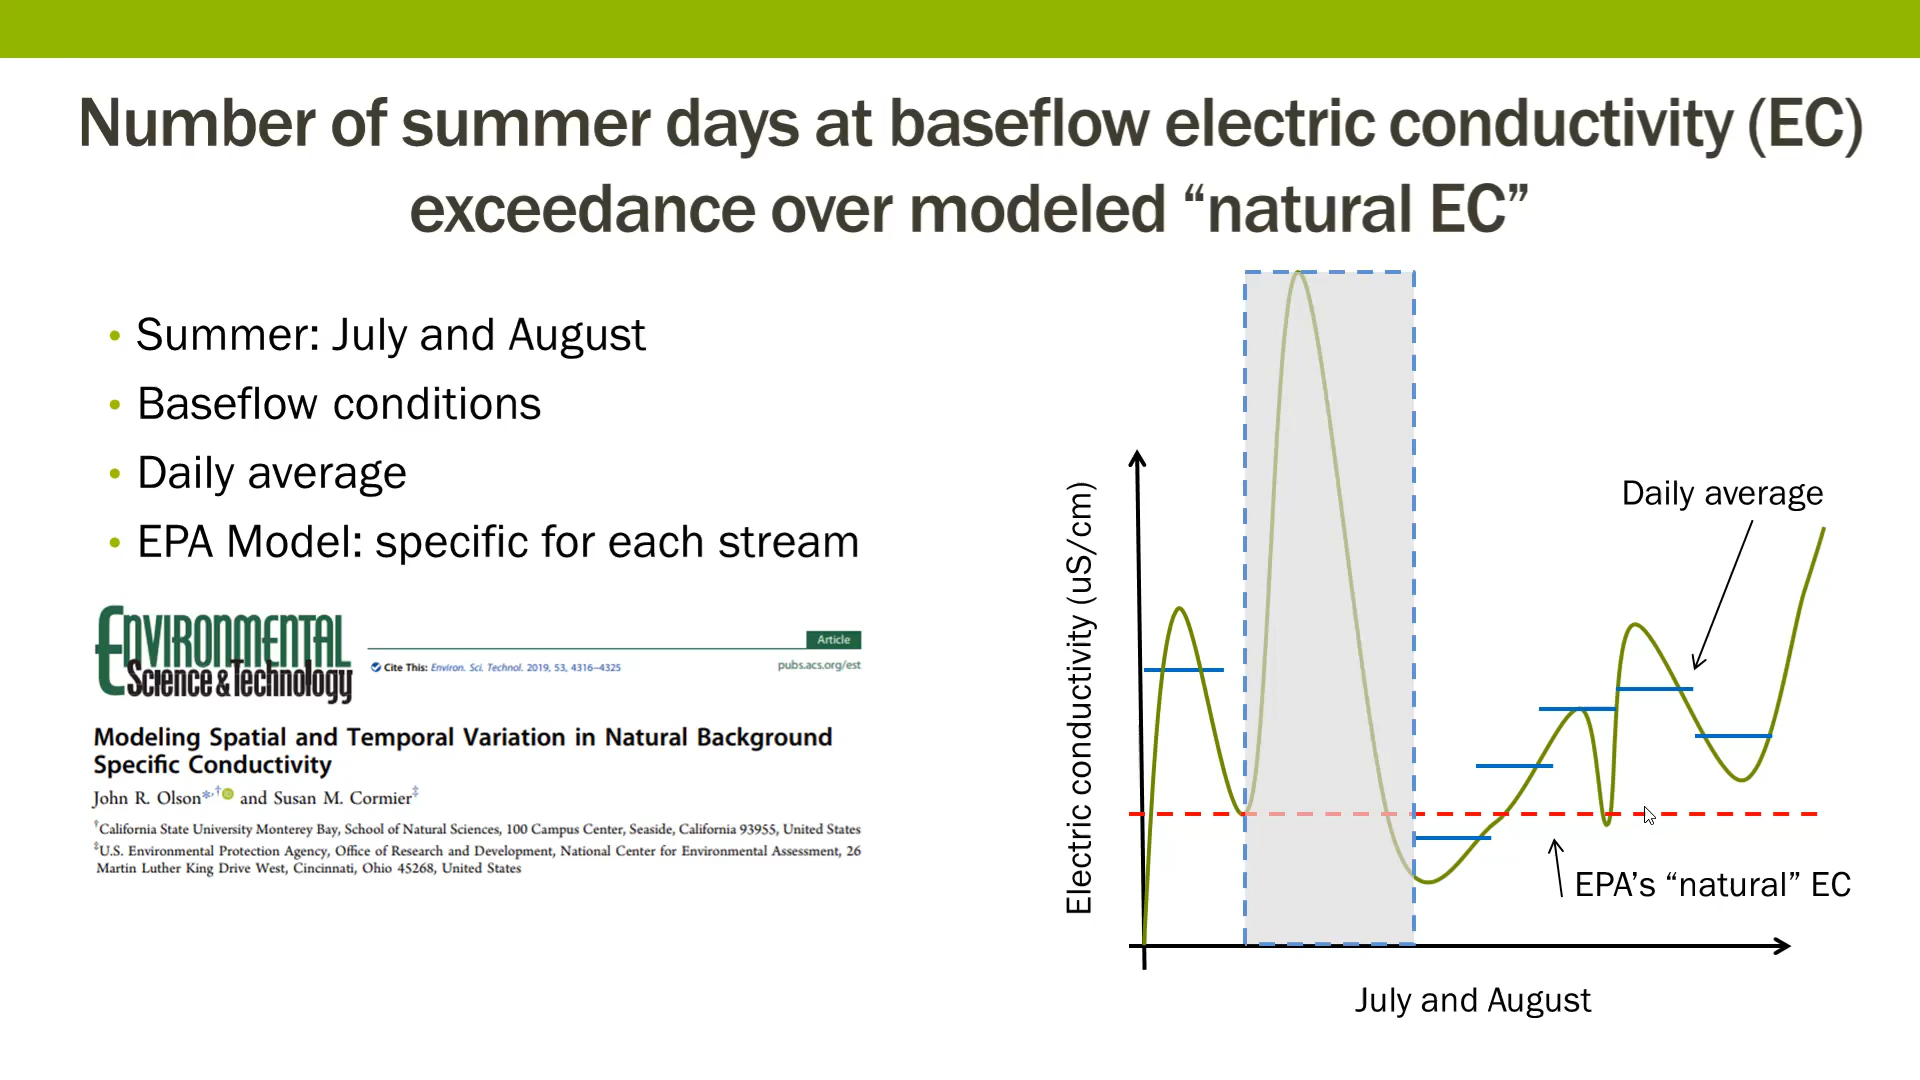 Number of summer days at baseflow electric conductivity (EC)
exceedance over modeled “natural EC”
• Summer: July and August
• Baseflow conditions
• Daily average
• EPA Model: specific for each stream
ENVIRONMENTAL
Science & Technology
Article
Cite This: Environ. Sci. Technol. 2019, 53, 4316−4325
pubs.acs.org/est
Modeling Spatial and Temporal Variation in Natural Background
Specific Conductivity
John R. Olson*,† and Susan M. Cormier‡
†California State University Monterey Bay, School of Natural Sciences, 100 Campus Center, Seaside, California 93955, United States
‡U.S. Environmental Protection Agency, Office of Research and Development, National Center for Environmental Assessment, 26
Martin Luther King Drive West, Cincinnati, Ohio 45268, United States
Electric conductivity (uS/cm)
Daily average
EPA’s “natural” EC
July and August